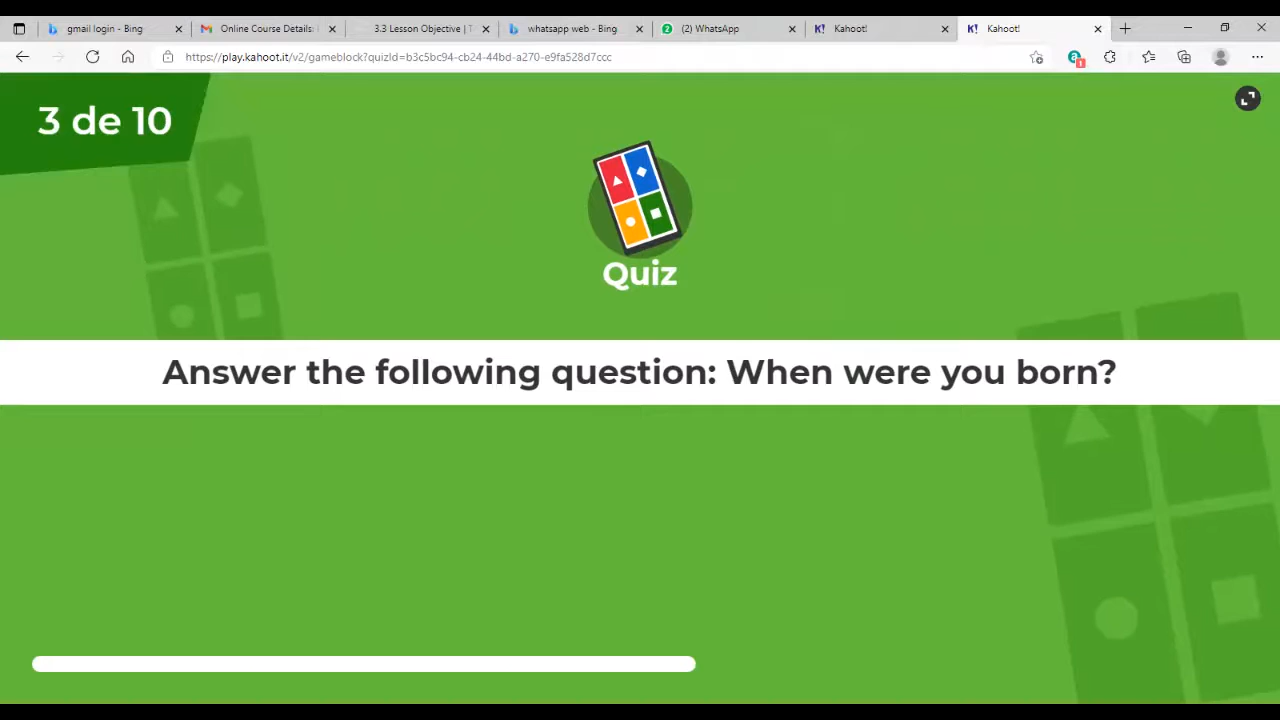 gmail login - Bing
Online Course Details:
3.3 Lesson Objective | T
whatsapp web - Bing
(2) WhatsApp
Kahoot!
Kahoot!
https://play.kahoot.it/v2/gameblock?quizId=b3c5bc94-cb24-44bd-a270-e9fa528d7ccc
3 de 10
Quiz
Answer the following question: When were you born?